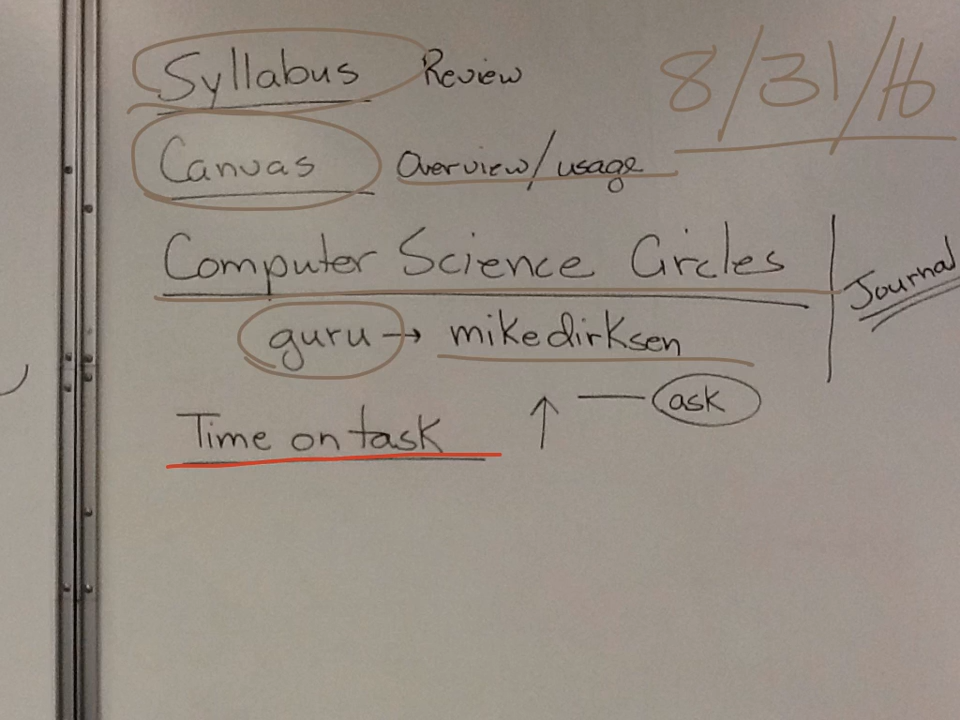 Syllabus Review
8/31/16
Canvas Overview/usage
Computer Science Circles
Journal
guru → mikedirksen
↑ — ask
Time on task